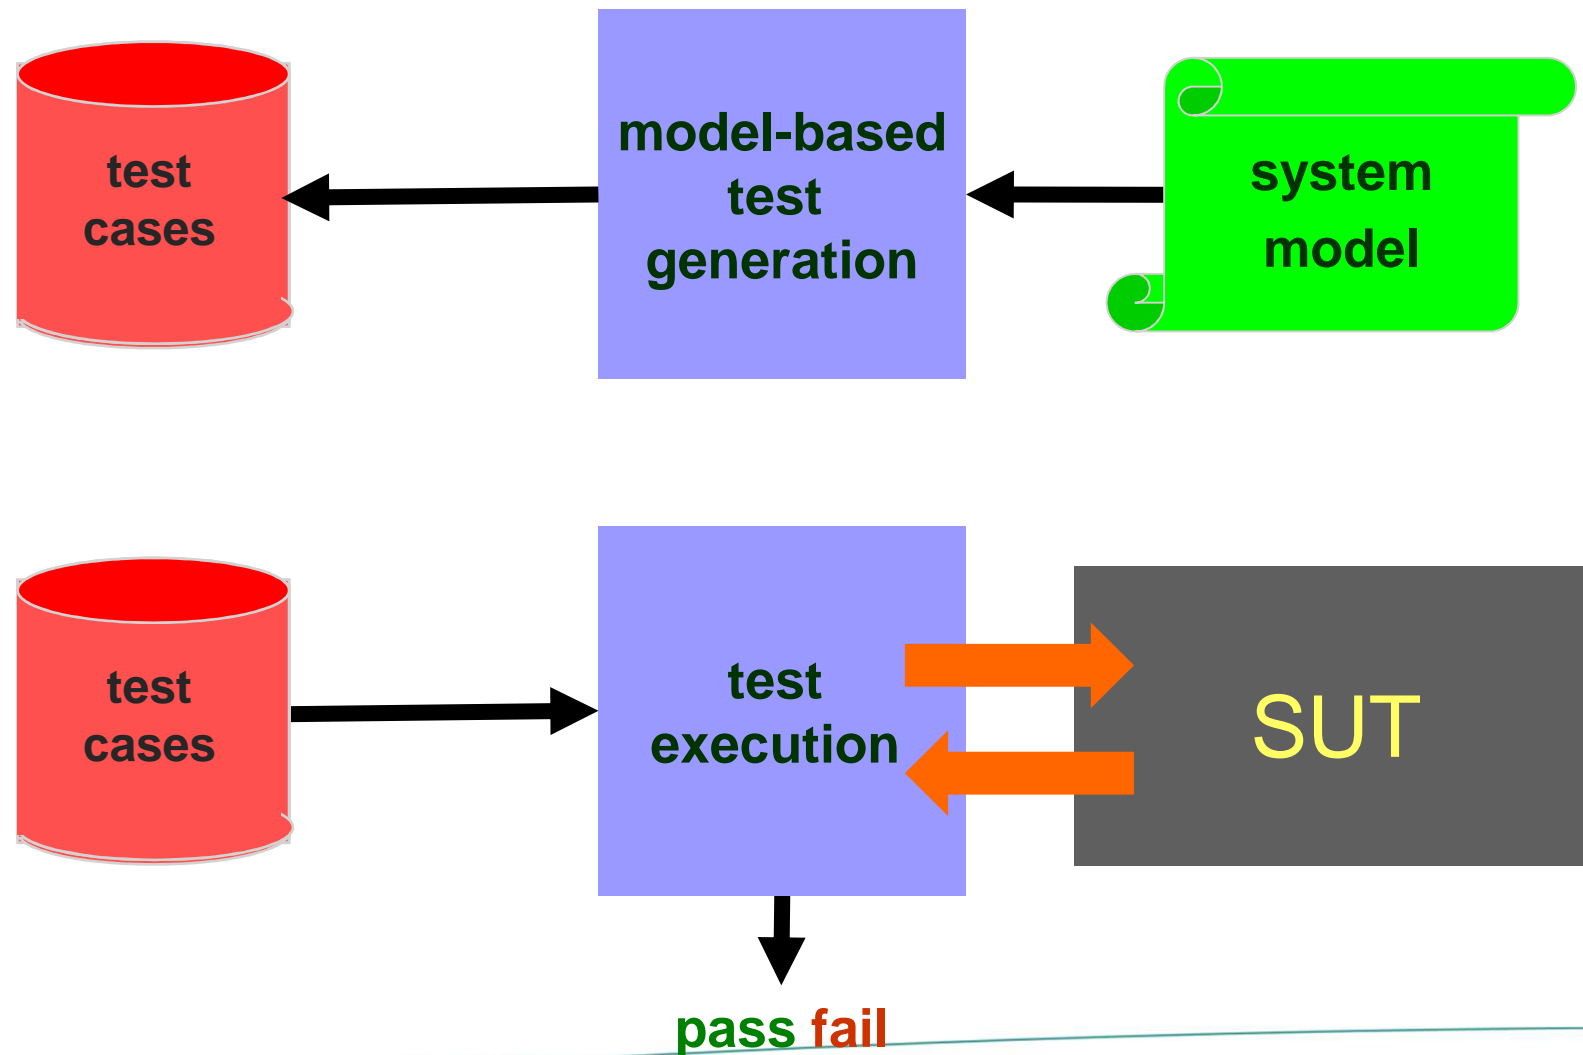 test
cases
model-based
test
generation
system
model
test
cases
test
execution
SUT
pass fail